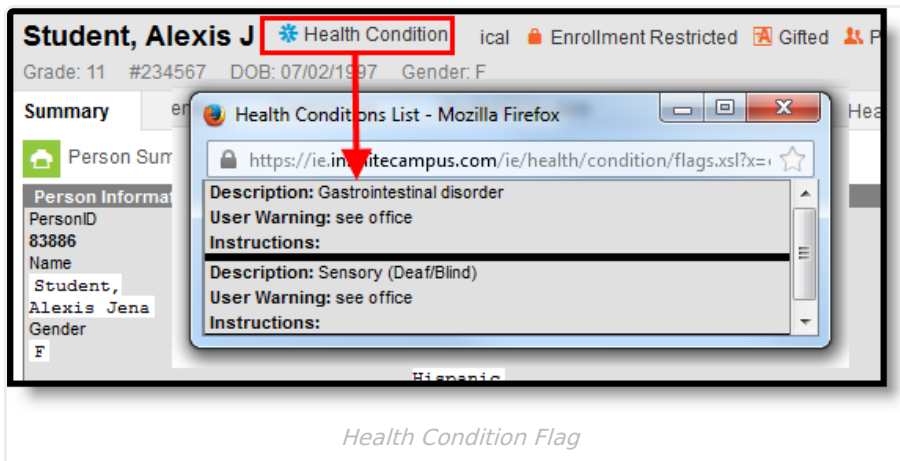 Student, Alexis J Health Condition ical Enrollment Restricted Gifted P
Grade: 11 #234567 DOB: 07/02/1997 Gender: F
Summary er Hea
Health Conditions List - Mozilla Firefox
Person Sum
https://ie.in itecampus.com/ie/health/condition/flags.xsl?x=
Person Informat
Description: Gastrointestinal disorder
PersonID
User Warning: see office
83886
Instructions:
Name
Description: Sensory (Deaf/Blind)
Student,
User Warning: see office
Alexis Jena
Instructions:
Gender
F
Hispanic
Health Condition Flag